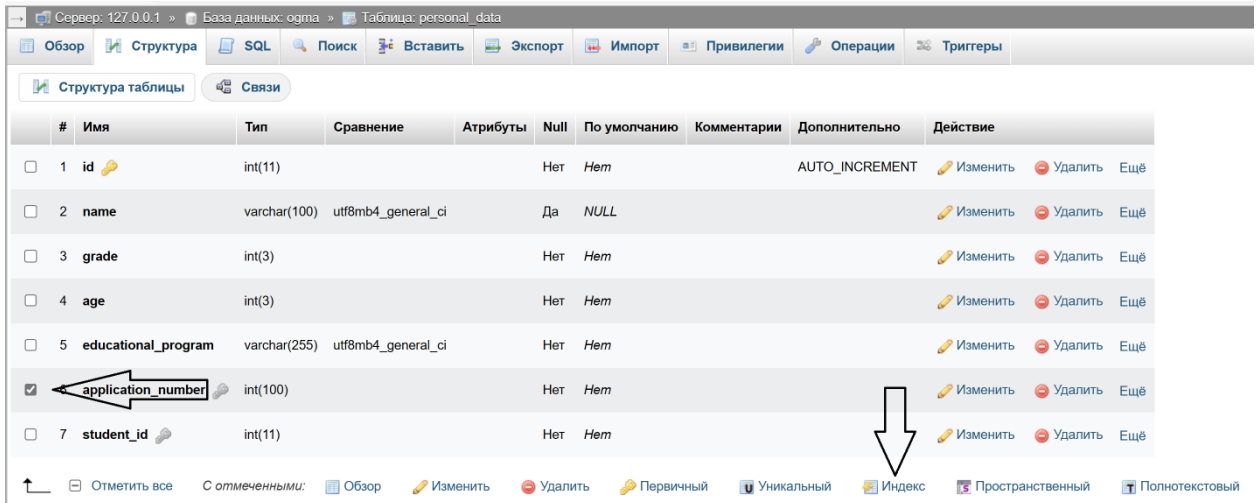 Сервер: 127.0.0.1 » База данных: ogma » Таблица: personal_data
Обзор Структура SQL Поиск Вставить Экспорт Импорт Привилегии Операции Триггеры
Структура таблицы Связи
# Имя Тип Сравнение Атрибуты Null По умолчанию Комментарии Дополнительно Действие
1 id int(11) Нет Нет AUTO_INCREMENT Изменить Удалить Ещё
2 name varchar(100) utf8mb4_general_ci Да NULL Изменить Удалить Ещё
3 grade int(3) Нет Нет Изменить Удалить Ещё
4 age int(3) Нет Нет Изменить Удалить Ещё
5 educational_program varchar(255) utf8mb4_general_ci Нет Нет Изменить Удалить Ещё
6 application_number int(100) Нет Нет Изменить Удалить Ещё
7 student_id int(11) Нет Нет Изменить Удалить Ещё
Отметить все С отмеченными: Обзор Изменить Удалить Первичный Уникальный Индекс Пространственный Полнотекстовый